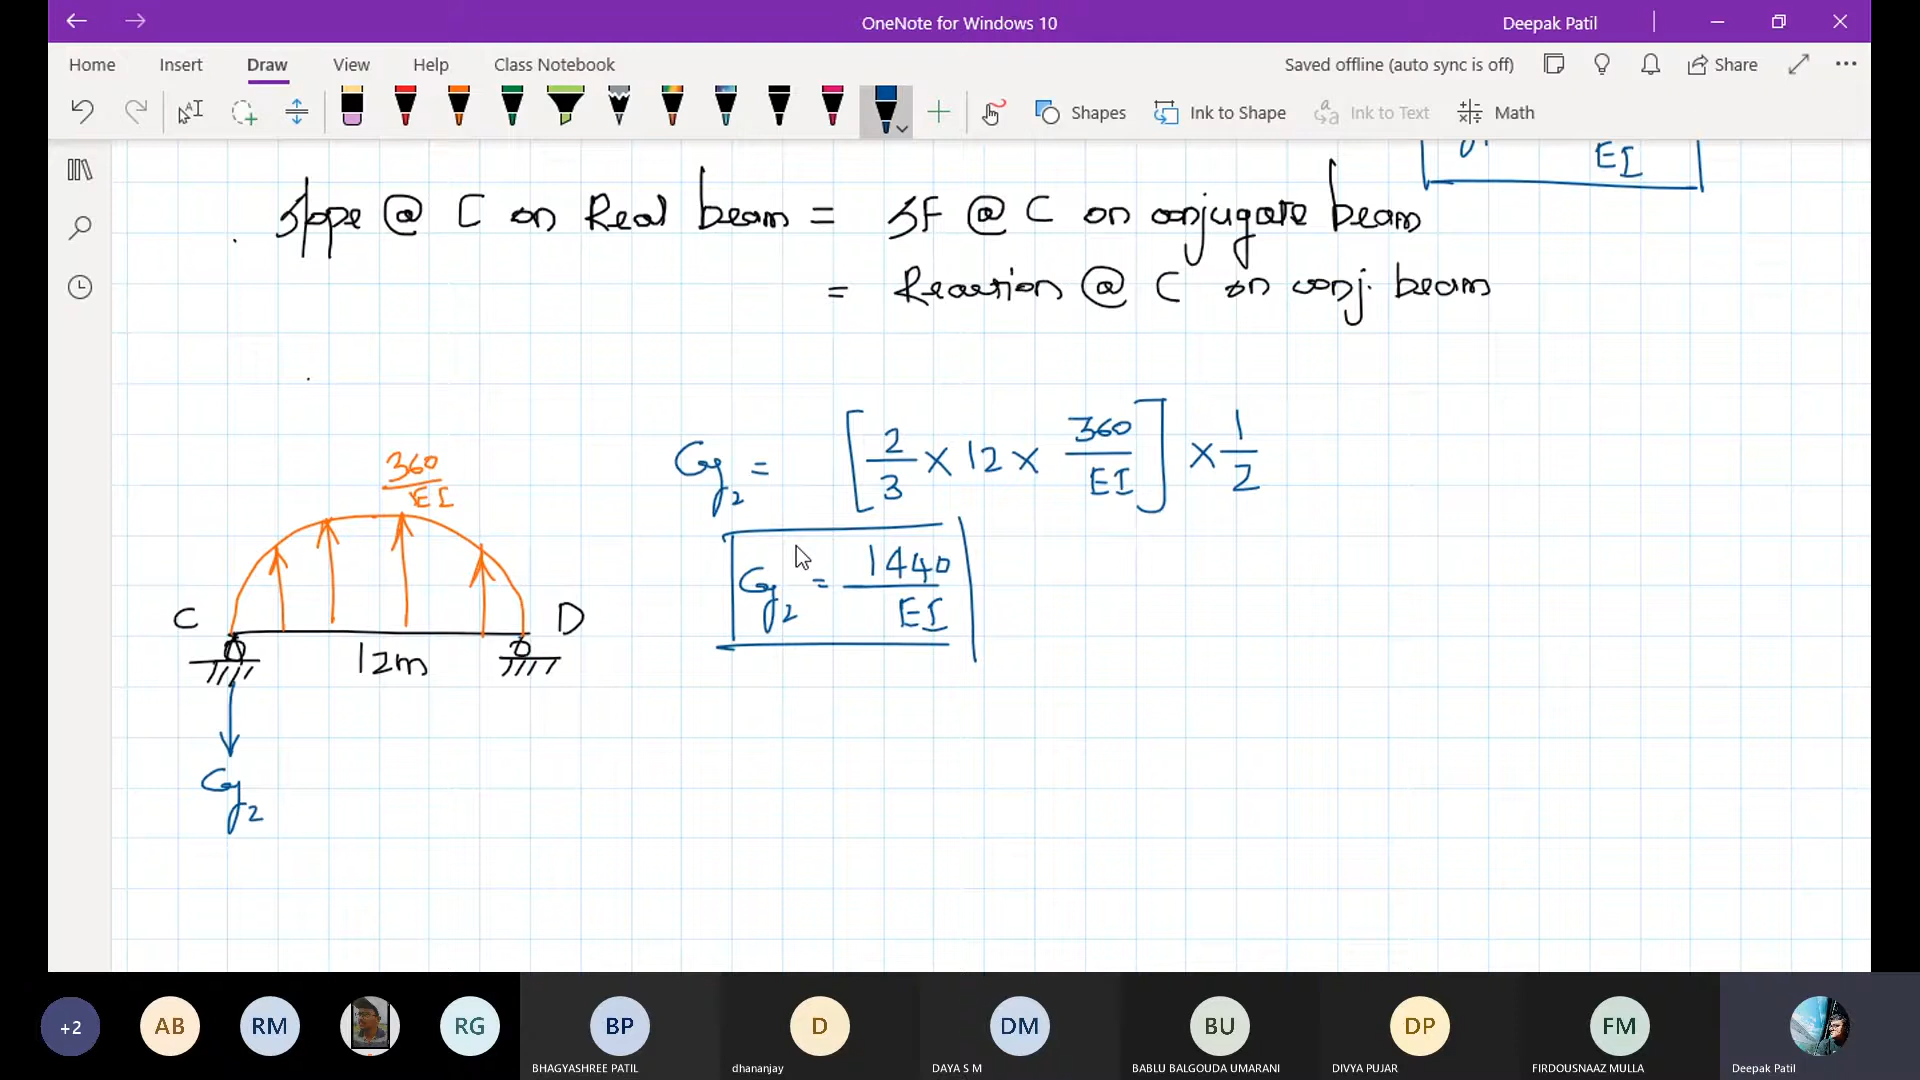 OneNote for Windows 10
Deepak Patil
Home Insert Draw View Help Class Notebook
Saved offline (auto sync is off) Share
Shapes Ink to Shape Ink to Text Math
EI
Slope @ C on Real beam = SF @ C on conjugate beam
= Reaction @ C on conj. beam
Cy2 = [2/3 × 12 × 360/EI] × 1/2
360/EI
Cy2 = 1440/EI
C D
12m
Cy2
+2 AB RM RG BP D DM BU DP FM
BHAGYASHREE PATIL dhananjay DAYA S M BABLU BALGOUDA UMARANI DIVYA PUJAR FIRDOUSNAAZ MULLA Deepak Patil